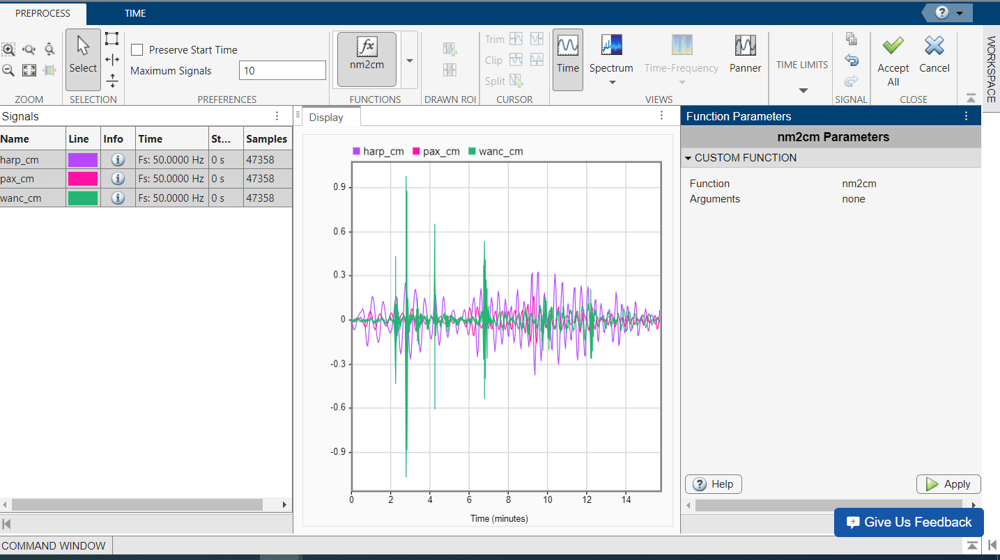 PREPROCESS
TIME
Select
Preserve Start Time
Maximum Signals
10
nm2cm
Trim
Clip
Split
Time
Spectrum
Time-Frequency
Panner
TIME LIMITS
Accept
All
Cancel
ZOOM
SELECTION
PREFERENCES
FUNCTIONS
DRAWN ROI
CURSOR
VIEWS
SIGNAL
CLOSE
WORKSPACE
Signals
Name Line Info Time St... Samples
harp_cm Fs: 50.0000 Hz 0 s 47358
pax_cm Fs: 50.0000 Hz 0 s 47358
wanc_cm Fs: 50.0000 Hz 0 s 47358
Display
harp_cm pax_cm wanc_cm
0.9
0.6
0.3
0
-0.3
-0.6
-0.9
0 2 4 6 8 10 12 14
Time (minutes)
Function Parameters
nm2cm Parameters
CUSTOM FUNCTION
Function nm2cm
Arguments none
Help
Apply
Give Us Feedback
COMMAND WINDOW